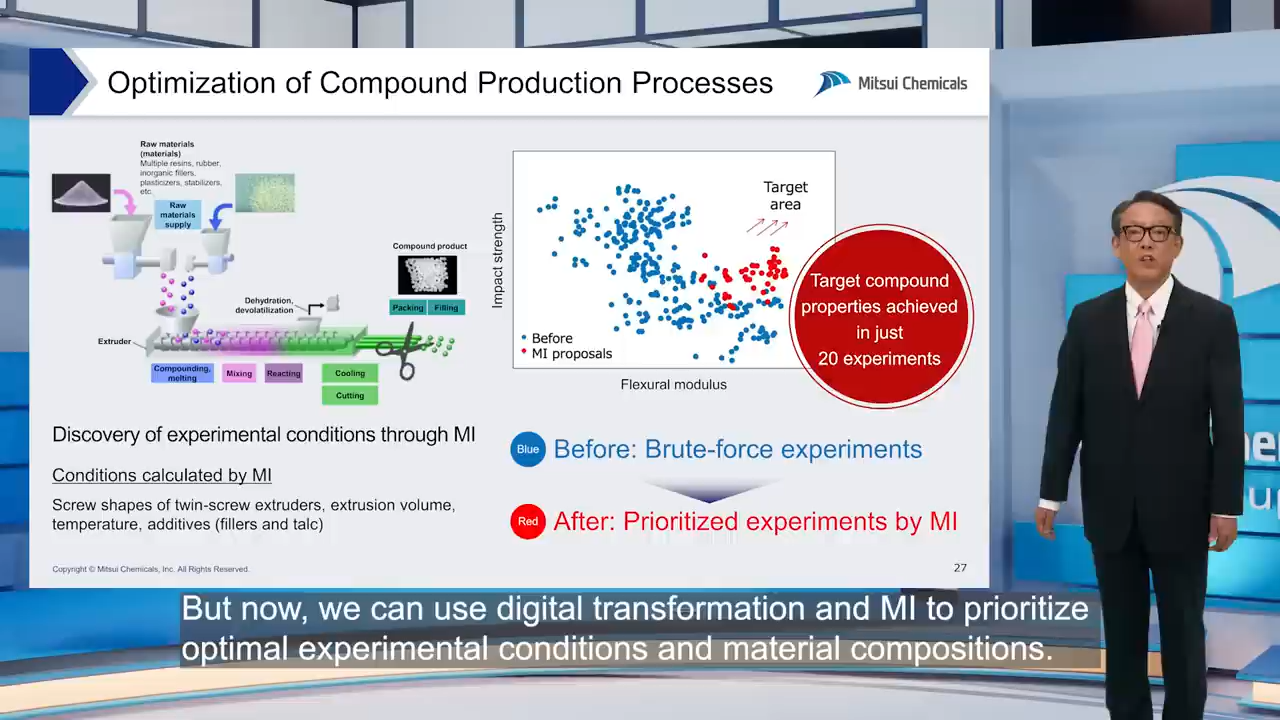 Optimization of Compound Production Processes
Mitsui Chemicals
Raw materials
(materials)
Multiple resins, rubber,
inorganic fillers,
plasticizers, stabilizers,
etc.
Raw
materials
supply
Compound product
Packing
Filling
Dehydration,
devolatilization
Extruder
Compounding,
melting
Mixing
Reacting
Cooling
Cutting
Impact strength
Target
area
Before
MI proposals
Flexural modulus
Target compound
properties achieved
in just
20 experiments
Discovery of experimental conditions through MI
Conditions calculated by MI
Screw shapes of twin-screw extruders, extrusion volume,
temperature, additives (fillers and talc)
Blue
Before: Brute-force experiments
Red
After: Prioritized experiments by MI
Copyright © Mitsui Chemicals, Inc. All Rights Reserved.
27
But now, we can use digital transformation and MI to prioritize
optimal experimental conditions and material compositions.